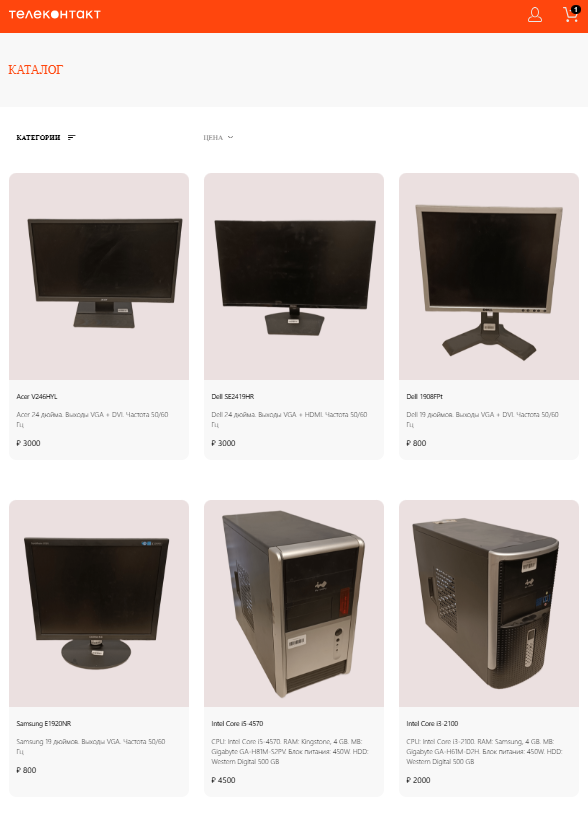 ТЕЛЕКОНТАКТ
1
КАТАЛОГ
КАТЕГОРИИ
ЦЕНА
Acer V246HYL
Acer 24 дюйма. Выходы VGA + DVI. Частота 50/60
Гц.
₽ 3000
Dell SE2419HR
Dell 24 дюйма. Выходы VGA + HDMI. Частота 50/60
Гц.
₽ 3000
Dell 1908FPt
Dell 19 дюймов. Выходы VGA + DVI. Частота 50/60
Гц.
₽ 800
Samsung E1920NR
Samsung 19 дюймов. Выходы VGA. Частота 50/60
Гц.
₽ 800
Intel Core i5-4570
CPU: Intel Core i5-4570. RAM: Kingstone, 4 GB. MB:
Gigabyte GA-H81M-S2PV. Блок питания: 450W. HDD:
Western Digital 500 GB
₽ 4500
Intel Core i3-2100
CPU: Intel Core i3-2100. RAM: Samsung, 4 GB. MB:
Gigabyte GA-H61M-D2H. Блок питания: 450W. HDD:
Western Digital 500 GB
₽ 2000